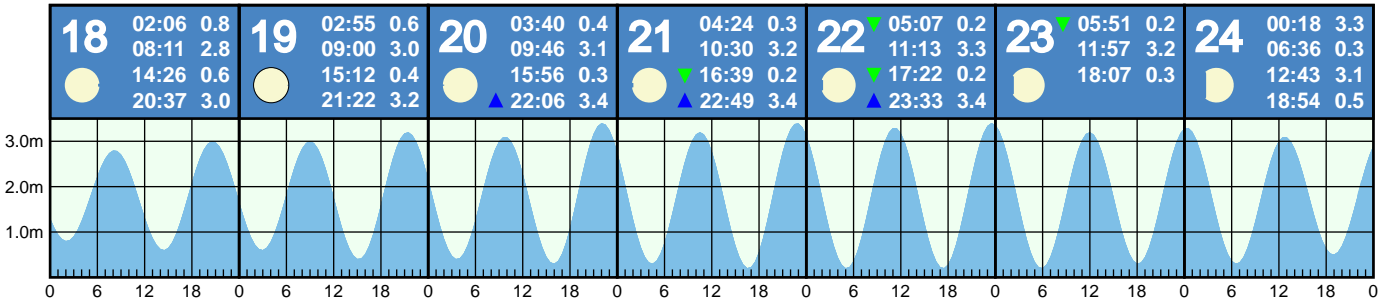 18
02:06 0.8
08:11 2.8
14:26 0.6
20:37 3.0
19
02:55 0.6
09:00 3.0
15:12 0.4
21:22 3.2
20
03:40 0.4
09:46 3.1
15:56 0.3
▲ 22:06 3.4
21
04:24 0.3
10:30 3.2
▼ 16:39 0.2
▲ 22:49 3.4
22
▼ 05:07 0.2
11:13 3.3
▼ 17:22 0.2
▲ 23:33 3.4
23
▼ 05:51 0.2
11:57 3.2
18:07 0.3
24
00:18 3.3
06:36 0.3
12:43 3.1
18:54 0.5
3.0m
2.0m
1.0m
0 6 12 18 0 6 12 18 0 6 12 18 0 6 12 18 0 6 12 18 0 6 12 18 0 6 12 18 0